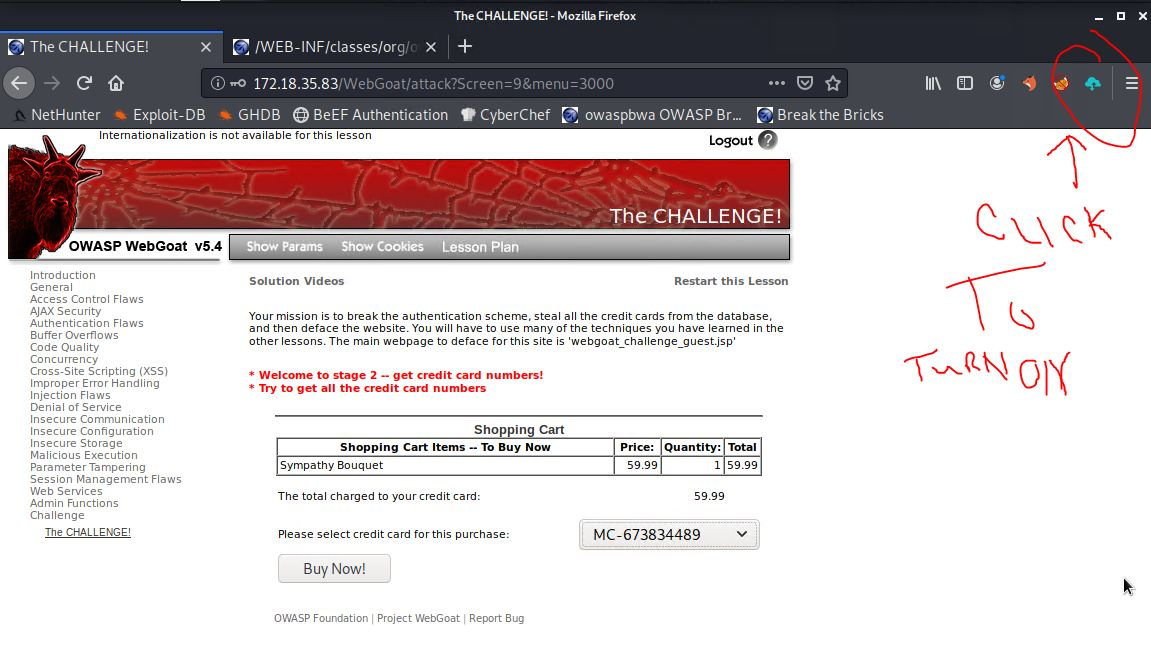 The CHALLENGE! - Mozilla Firefox
The CHALLENGE!
/WEB-INF/classes/org/o
172.18.35.83/WebGoat/attack?Screen=9&menu=3000
NetHunter Exploit-DB GHDB BeEF Authentication CyberChef owaspbwa OWASP Br... Break the Bricks
Internationalization is not available for this lesson
Logout ?
The CHALLENGE!
OWASP WebGoat v5.4
Show Params Show Cookies Lesson Plan
Introduction
General
Access Control Flaws
AJAX Security
Authentication Flaws
Buffer Overflows
Code Quality
Concurrency
Cross-Site Scripting (XSS)
Improper Error Handling
Injection Flaws
Denial of Service
Insecure Communication
Insecure Configuration
Insecure Storage
Malicious Execution
Parameter Tampering
Session Management Flaws
Web Services
Admin Functions
Challenge
The CHALLENGE!
Solution Videos Restart this Lesson
Your mission is to break the authentication scheme, steal all the credit cards from the database,
and then deface the website. You will have to use many of the techniques you have learned in the
other lessons. The main webpage to deface for this site is 'webgoat_challenge_guest.jsp'
* Welcome to stage 2 -- get credit card numbers!
* Try to get all the credit card numbers
Shopping Cart
Shopping Cart Items -- To Buy Now Price: Quantity: Total
Sympathy Bouquet 59.99 1 59.99
The total charged to your credit card: 59.99
Please select credit card for this purchase: MC-673834489
Buy Now!
OWASP Foundation | Project WebGoat | Report Bug
CLICK
To
TURN ON